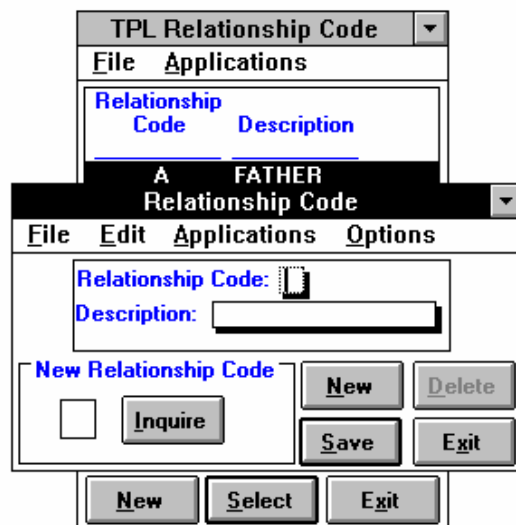 TPL Relationship Code
File Applications
Relationship
Code Description
A FATHER
Relationship Code
File Edit Applications Options
Relationship Code:
Description:
New Relationship Code
Inquire
New Delete
Save Exit
New Select Exit